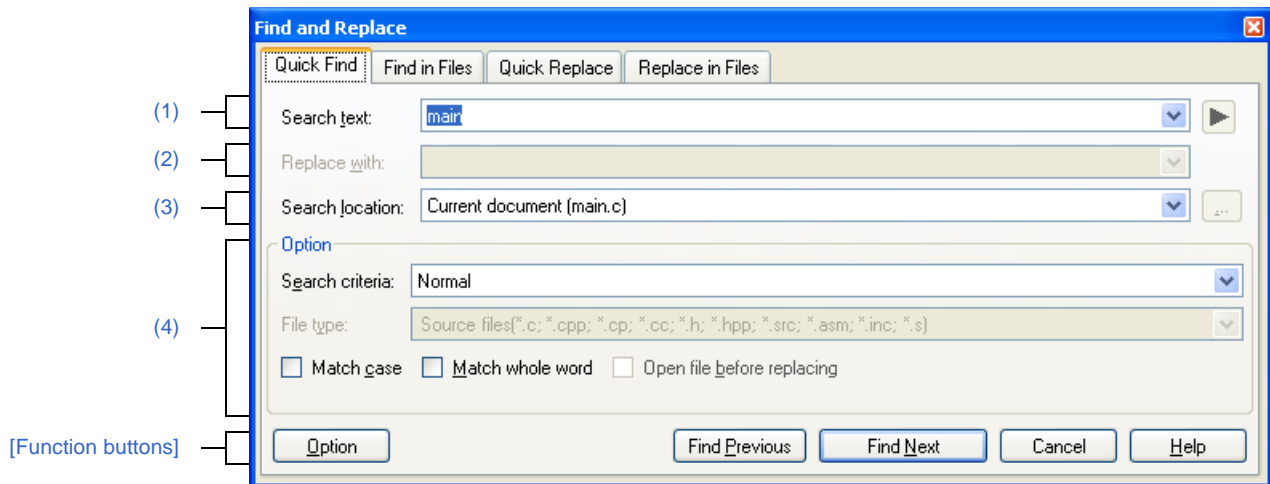 Find and Replace
Quick Find Find in Files Quick Replace Replace in Files
(1) Search text: main
(2) Replace with:
(3) Search location: Current document (main.c) ...
Option
Search criteria: Normal
(4) File type: Source files(*.c; *.cpp; *.cp; *.cc; *.h; *.hpp; *.src; *.asm; *.inc; *.s)
Match case Match whole word Open file before replacing
[Function buttons] Option Find Previous Find Next Cancel Help